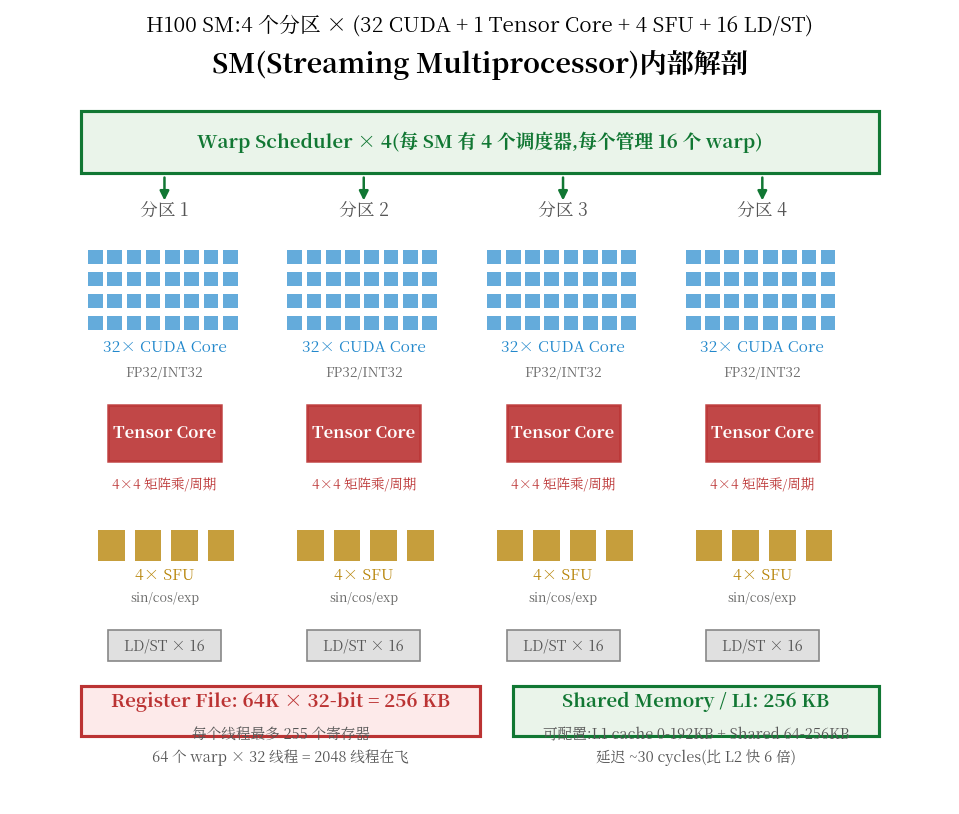 H100 SM:4 个分区 × (32 CUDA + 1 Tensor Core + 4 SFU + 16 LD/ST)
SM(Streaming Multiprocessor)内部解剖
Warp Scheduler × 4(每 SM 有 4 个调度器,每个管理 16 个 warp)
分区 1 分区 2 分区 3 分区 4
32× CUDA Core 32× CUDA Core 32× CUDA Core 32× CUDA Core
FP32/INT32 FP32/INT32 FP32/INT32 FP32/INT32
Tensor Core Tensor Core Tensor Core Tensor Core
4×4 矩阵乘/周期 4×4 矩阵乘/周期 4×4 矩阵乘/周期 4×4 矩阵乘/周期
4× SFU 4× SFU 4× SFU 4× SFU
sin/cos/exp sin/cos/exp sin/cos/exp sin/cos/exp
LD/ST × 16 LD/ST × 16 LD/ST × 16 LD/ST × 16
Register File: 64K × 32-bit = 256 KB
每个线程最多 255 个寄存器
64 个 warp × 32 线程 = 2048 线程在飞
Shared Memory / L1: 256 KB
可配置:L1 cache 0-192KB + Shared 64-256KB
延迟 ~30 cycles(比 L2 快 6 倍)